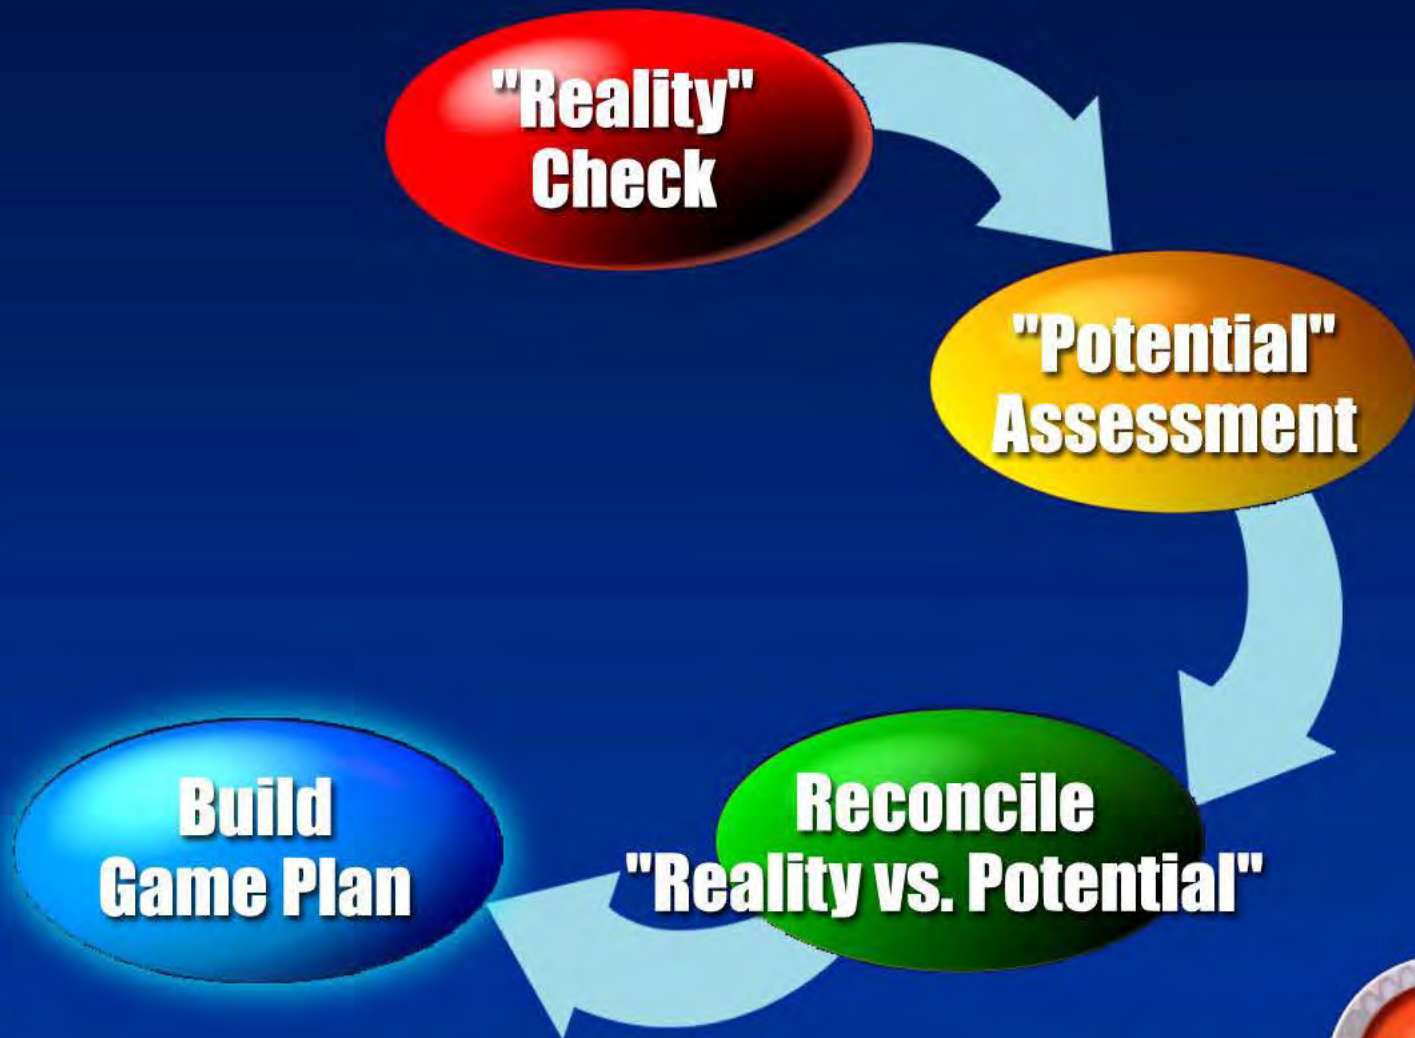 "Reality"
Check
"Potential"
Assessment
Reconcile
"Reality vs. Potential"
Build
Game Plan